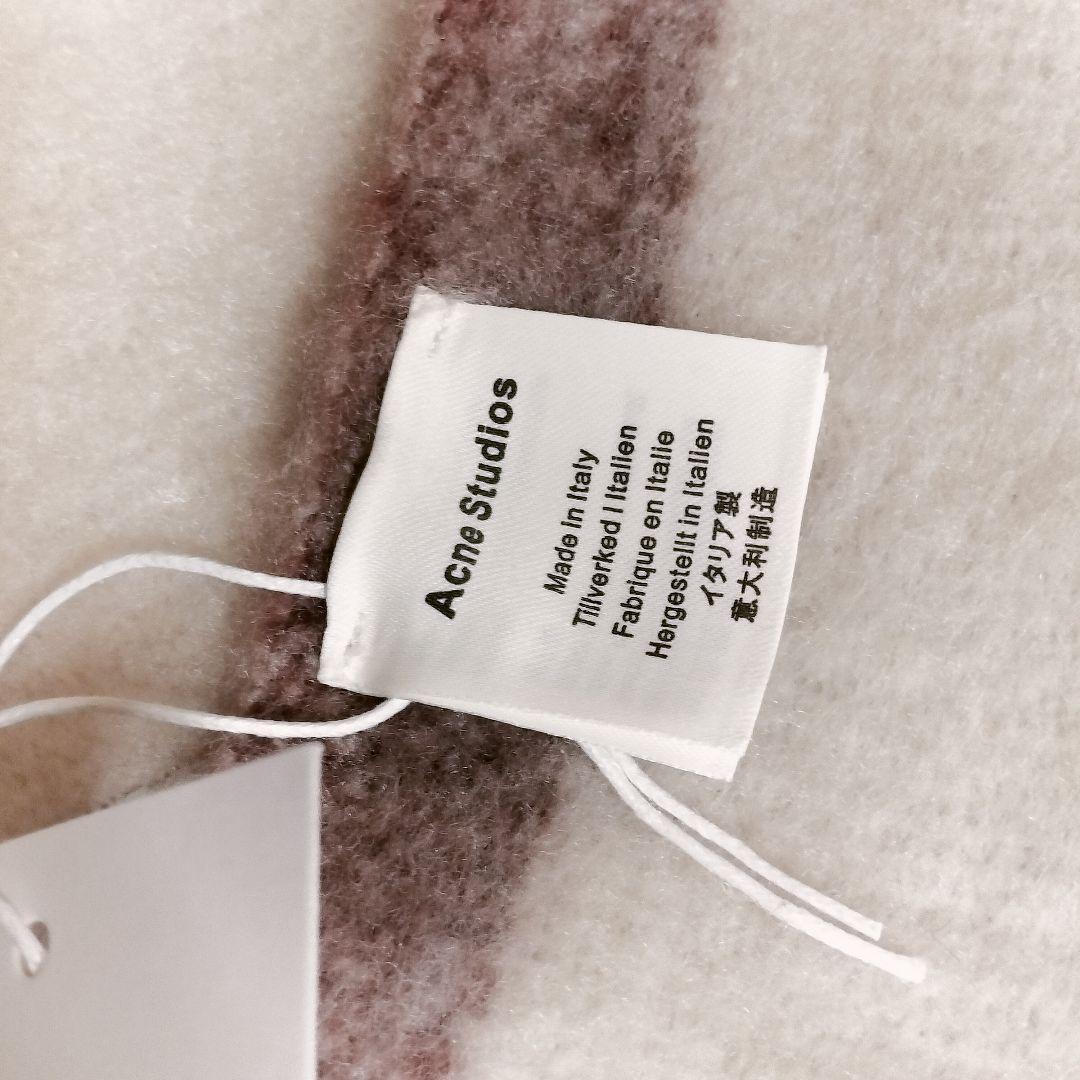 Acne Studios
Made In Italy
Tillverked I Italien
Fabrique en Italie
Hergestellt in Italien
イタリア製
意大利制造